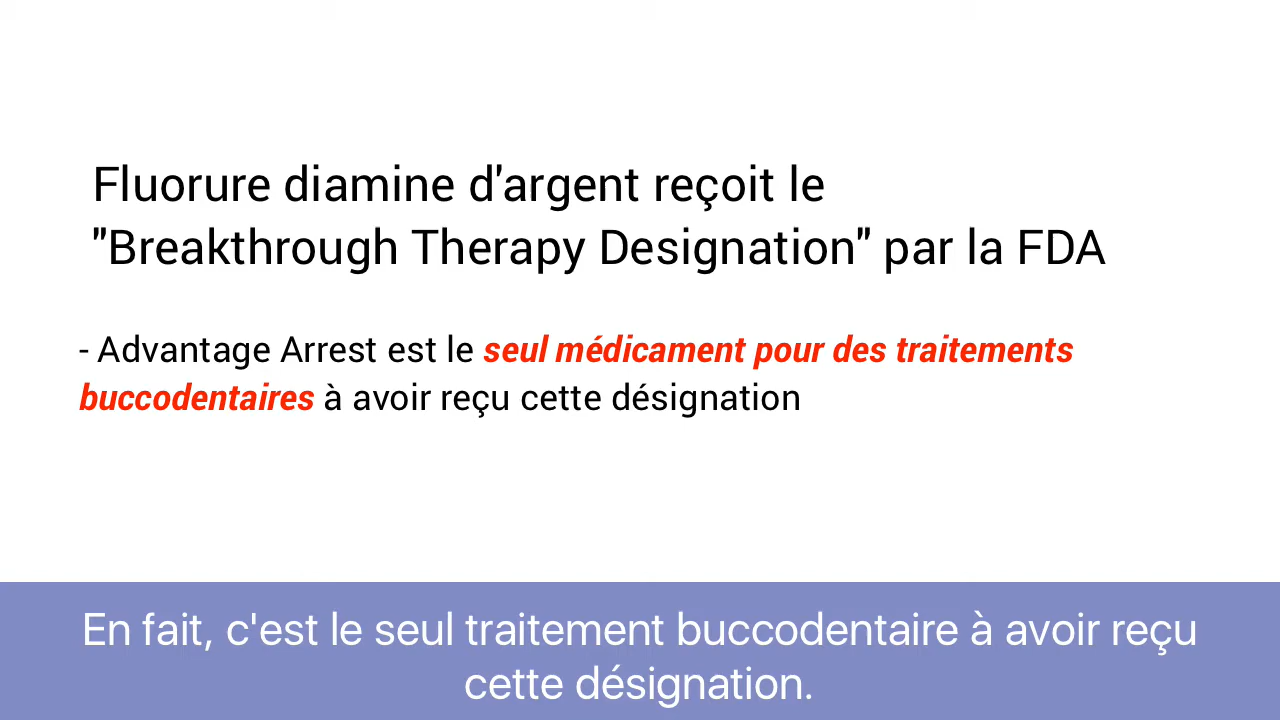 Fluorure diamine d'argent reçoit le
"Breakthrough Therapy Designation" par la FDA
- Advantage Arrest est le seul médicament pour des traitements
buccodentaires à avoir reçu cette désignation
En fait, c'est le seul traitement buccodentaire à avoir reçu
cette désignation.